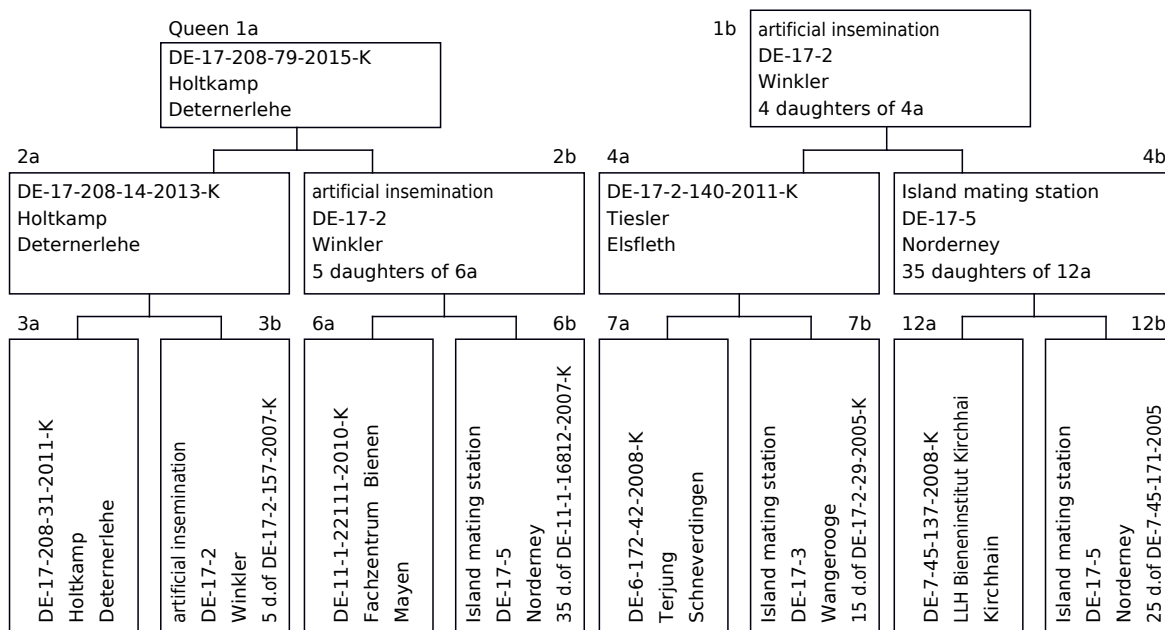 Queen 1a
DE-17-208-79-2015-K
Holtkamp
Deternerlehe
1b
artificial insemination
DE-17-2
Winkler
4 daughters of 4a
2a
DE-17-208-14-2013-K
Holtkamp
Deternerlehe
2b
artificial insemination
DE-17-2
Winkler
5 daughters of 6a
4a
DE-17-2-140-2011-K
Tiesler
Elsfleth
4b
Island mating station
DE-17-5
Norderney
35 daughters of 12a
3a
DE-17-208-31-2011-K
Holtkamp
Deternerlehe
3b
artificial insemination
DE-17-2
Winkler
5 d.of DE-17-2-157-2007-K
6a
DE-11-1-22111-2010-K
Fachzentrum Bienen
Mayen
6b
Island mating station
DE-17-5
Norderney
35 d.of DE-11-1-16812-2007-K
7a
DE-6-172-42-2008-K
Terjung
Schneverdingen
7b
Island mating station
DE-17-3
Wangerooge
15 d.of DE-17-2-29-2005-K
12a
DE-7-45-137-2008-K
LLH Bieneninstitut Kirchhai
Kirchhain
12b
Island mating station
DE-17-5
Norderney
25 d.of DE-7-45-171-2005